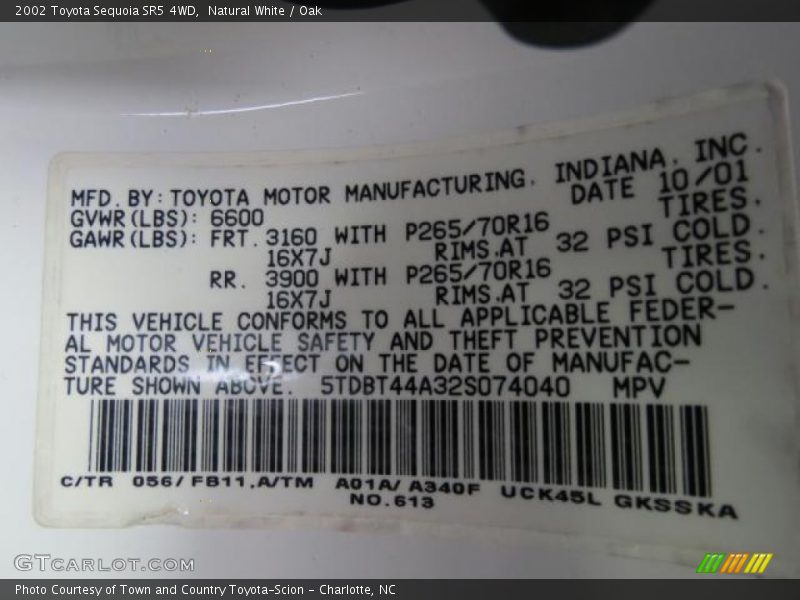 2002 Toyota Sequoia SR5 4WD, Natural White / Oak
MFD. BY: TOYOTA MOTOR MANUFACTURING, INDIANA, INC.
DATE 10/01
GVWR(LBS): 6600
GAWR(LBS): FRT. 3160 WITH P265/70R16 TIRES.
16X7J RIMS.AT 32 PSI COLD.
RR. 3900 WITH P265/70R16 TIRES.
16X7J RIMS.AT 32 PSI COLD.
THIS VEHICLE CONFORMS TO ALL APPLICABLE FEDER-
AL MOTOR VEHICLE SAFETY AND THEFT PREVENTION
STANDARDS IN EFFECT ON THE DATE OF MANUFAC-
TURE SHOWN ABOVE. 5TDBT44A32S074040 MPV
C/TR 056/FB11,A/TM A01A/A340F UCK45L GKSSKA
NO.613
GTCARLOT.COM
Photo Courtesy of Town and Country Toyota-Scion - Charlotte, NC